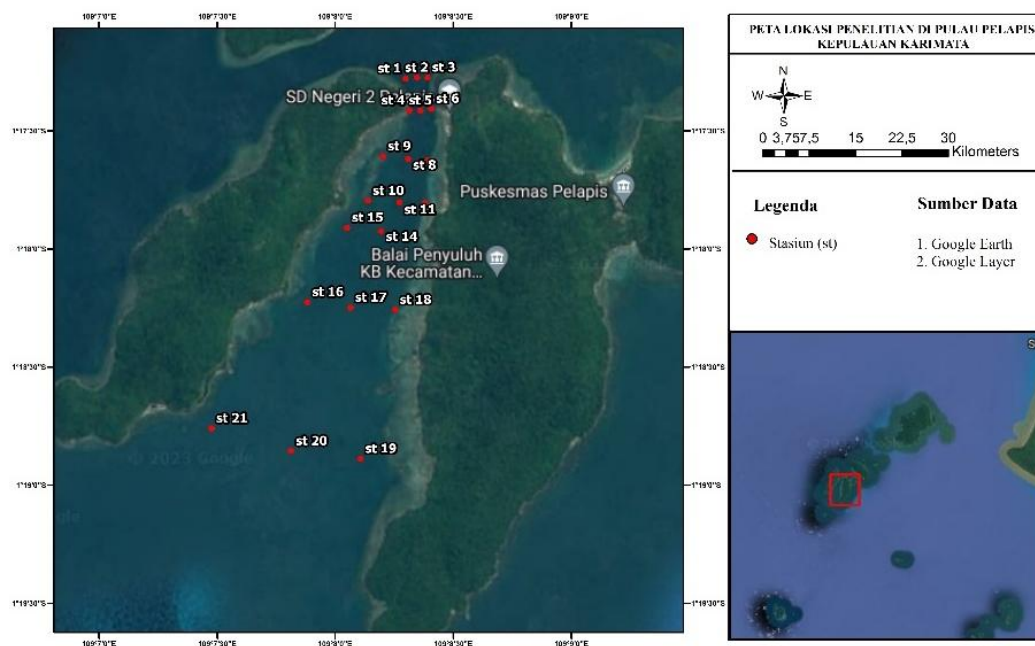 109°7'0"E 109°7'30"E 109°8'0"E 109°8'30"E 109°9'0"E
st 1 st 2 st 3
SD Negeri 2
st 4 st 5 st 6
1°17'30"S 1°17'30"S
st 9
st 8
st 10
Puskesmas Pelapis
st 11
st 15
st 14
1°18'0"S 1°18'0"S
Balai Penyuluh
KB Kecamatan...
st 16 st 17 st 18
1°18'30"S 1°18'30"S
st 21
st 20
st 19
© 2023 Google
1°19'0"S 1°19'0"S
1°19'30"S 1°19'30"S
109°7'0"E 109°7'30"E 109°8'0"E 109°8'30"E 109°9'0"E
PETA LOKASI PENELITIAN DI PULAU PELAPIS
KEPULAUAN KARIMATA
N
W E
S
0 3,75 7,5 15 22,5 30
Kilometers
Legenda
Stasiun (st)
Sumber Data
1. Google Earth
2. Google Layer